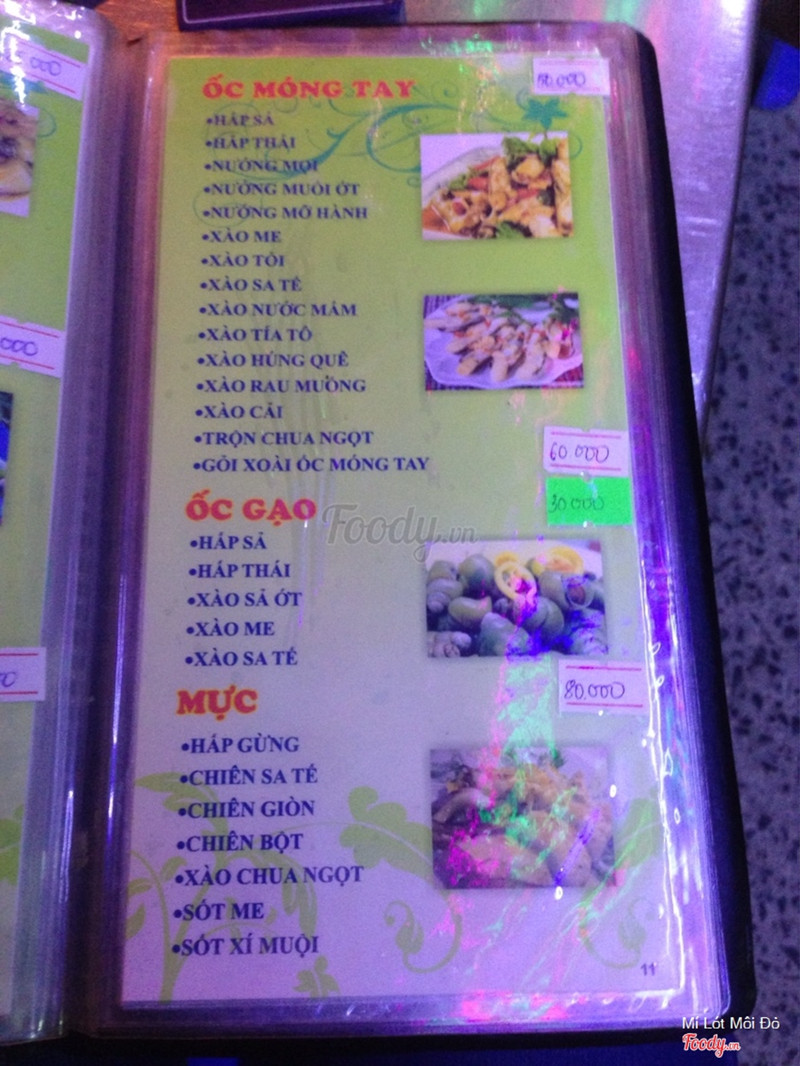 000
ỐC MÓNG TAY
•HẤP SẢ
•HẤP THÁI
•NƯỚNG MỌI
•NƯỚNG MUỐI ỚT
•NƯỚNG MỠ HÀNH
•XÀO ME
•XÀO TỎI
•XÀO SA TẾ
•XÀO NƯỚC MẮM
000
•XÀO TÍA TÔ
•XÀO HÚNG QUẾ
•XÀO RAU MUỐNG
•XÀO CẢI
•TRỘN CHUA NGỌT
60.000
•GỎI XOÀI ỐC MÓNG TAY
30.000
ỐC GẠO
Foody.vn
•HẤP SẢ
•HẤP THÁI
•XÀO SẢ ỚT
•XÀO ME
•XÀO SA TẾ
80.000
MỰC
•HẤP GỪNG
•CHIÊN SA TẾ
•CHIÊN GIÒN
•CHIÊN BỘT
•XÀO CHUA NGỌT
•SỐT ME
•SỐT XÍ MUỘI
11
Mi Lót Môi Đỏ
Foody.vn